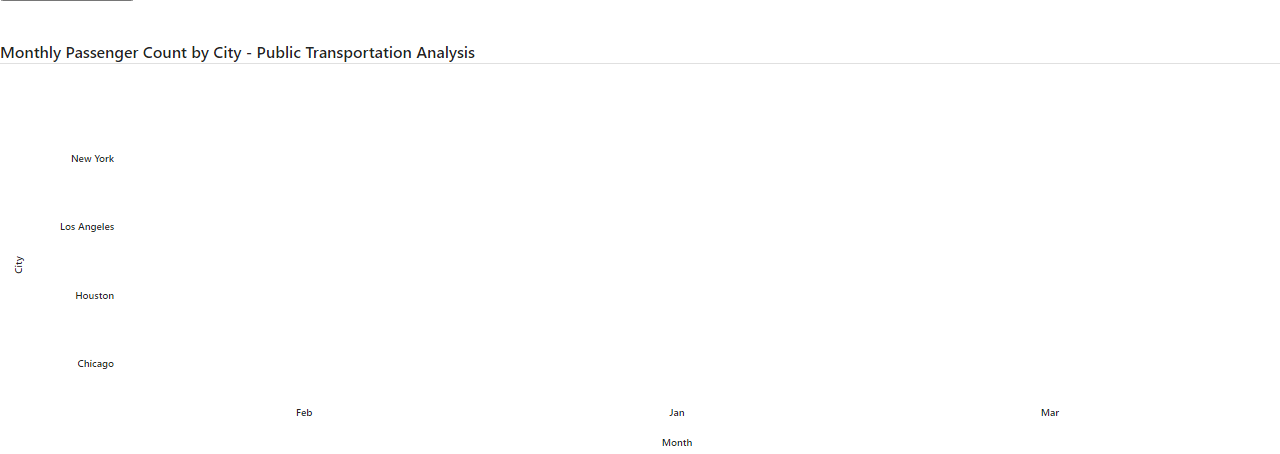 Monthly Passenger Count by City - Public Transportation Analysis
New York
Los Angeles
City
Houston
Chicago
Feb Jan Mar
Month